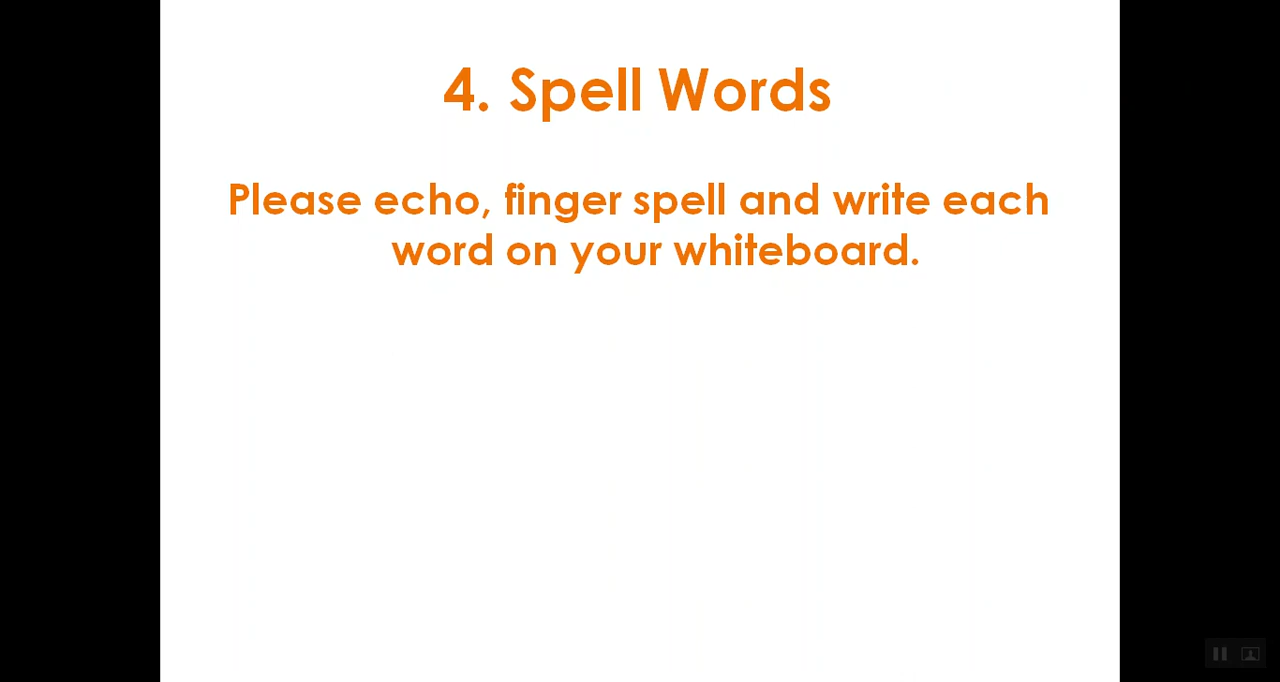 4. Spell Words
Please echo, finger spell and write each
word on your whiteboard.